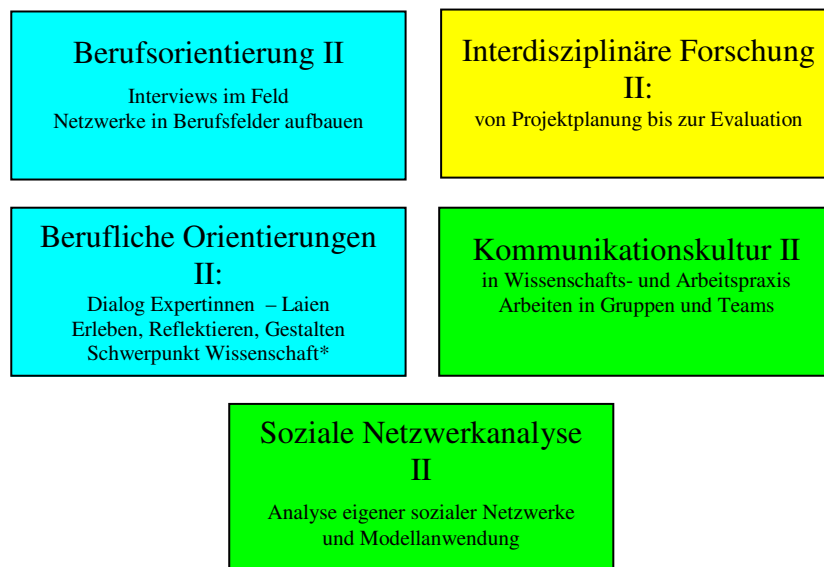 Berufsorientierung II
Interviews im Feld
Netzwerke in Berufsfelder aufbauen
Interdisziplinäre Forschung
II:
von Projektplanung bis zur Evaluation
Berufliche Orientierungen
II:
Dialog Expertinnen – Laien
Erleben, Reflektieren, Gestalten
Schwerpunkt Wissenschaft*
Kommunikationskultur II
in Wissenschafts- und Arbeitspraxis
Arbeiten in Gruppen und Teams
Soziale Netzwerkanalyse
II
Analyse eigener sozialer Netzwerke
und Modellanwendung